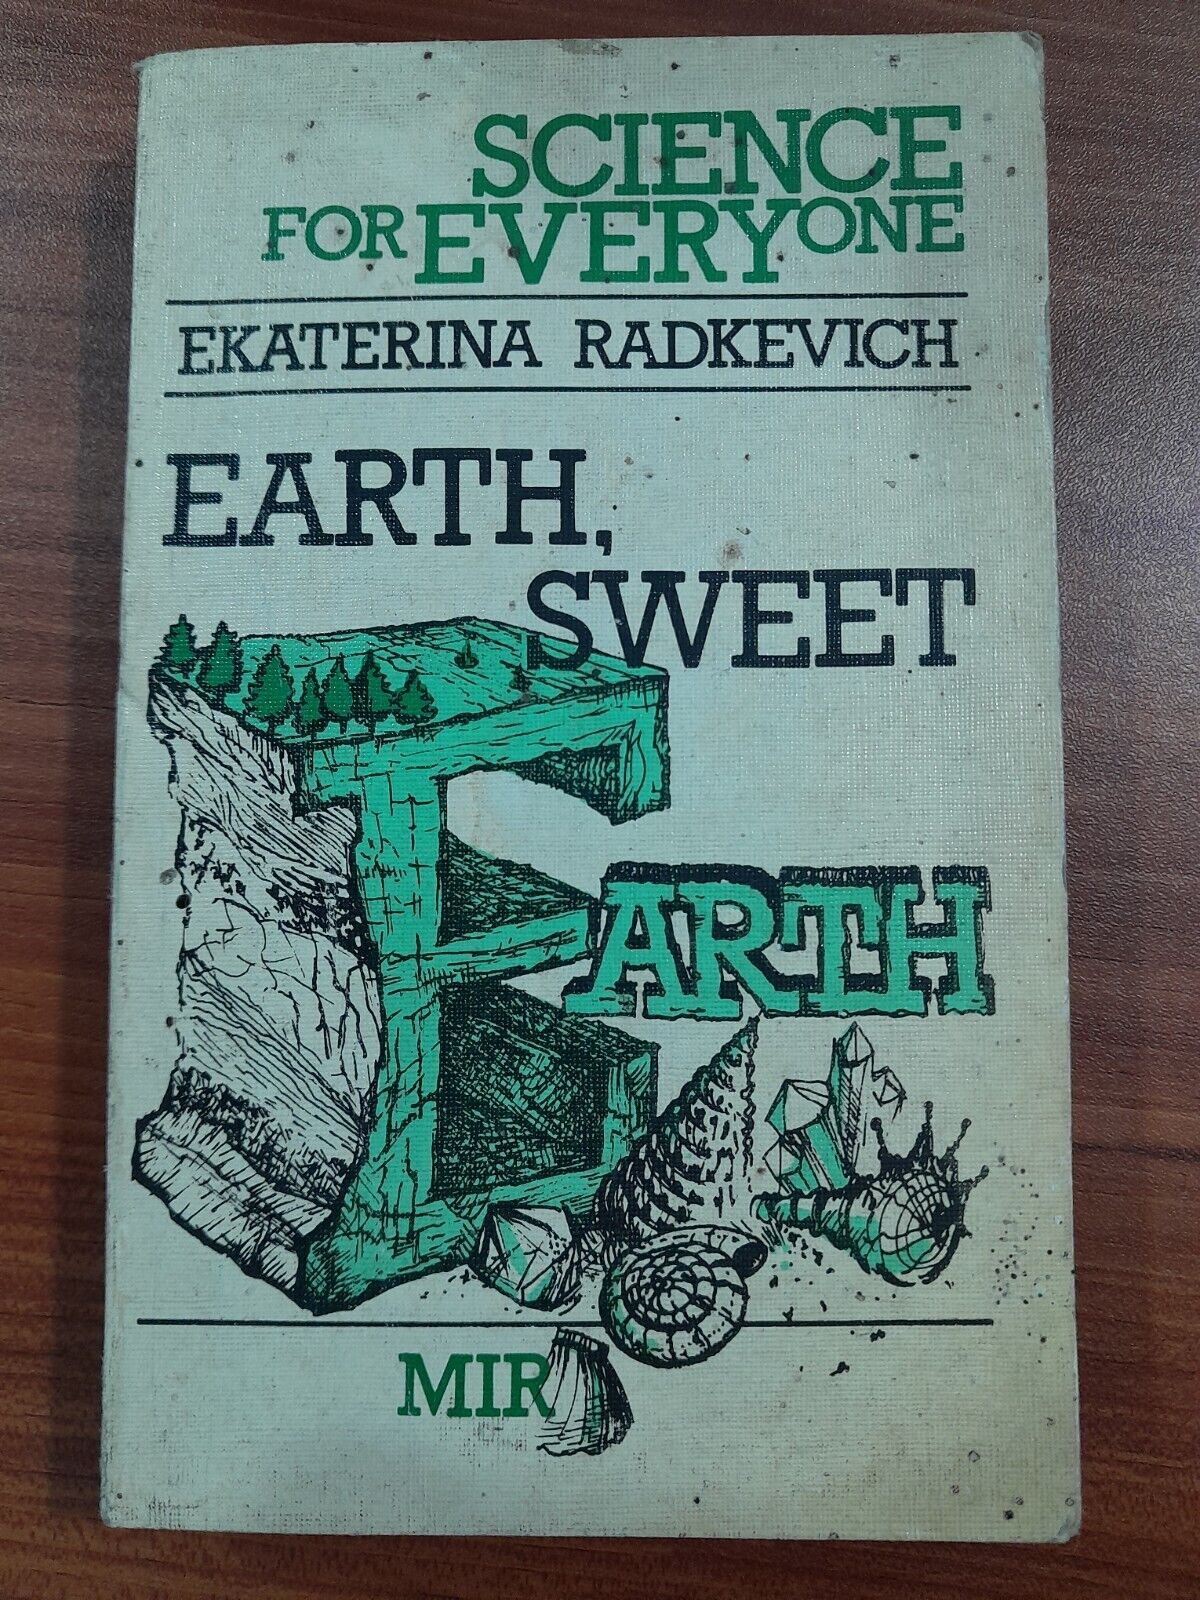 SCIENCE
FOR EVERYONE
EKATERINA RADKEVICH
EARTH,
SWEET
EARTH
MIR